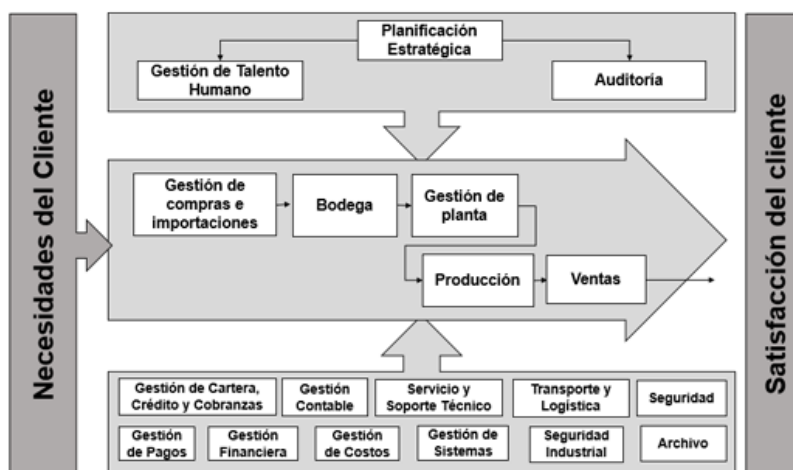 Necesidades del Cliente
Planificación
Estratégica
Gestión de Talento
Humano
Auditoría
Gestión de
compras e
importaciones
Bodega
Gestión de
planta
Producción
Ventas
Gestión de Cartera,
Crédito y Cobranzas
Gestión
Contable
Servicio y
Soporte Técnico
Transporte y
Logística
Seguridad
Gestión
de Pagos
Gestión
Financiera
Gestión
de Costos
Gestión de
Sistemas
Seguridad
Industrial
Archivo
Satisfacción del cliente